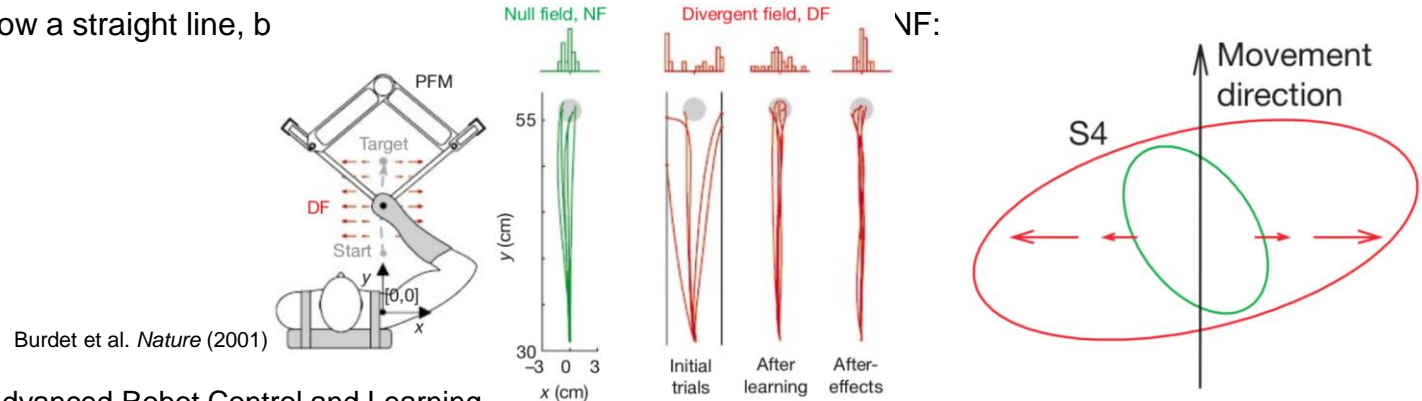 ow a straight line, b
NF:
Null field, NF
Divergent field, DF
PFM
Target
DF
Start
y
[0,0]
x
Burdet et al. Nature (2001)
55
y (cm)
30
–3 0 3
x (cm)
Initial
trials
After
learning
After-
effects
Movement
direction
S4
dvanced Robot Control and Learning